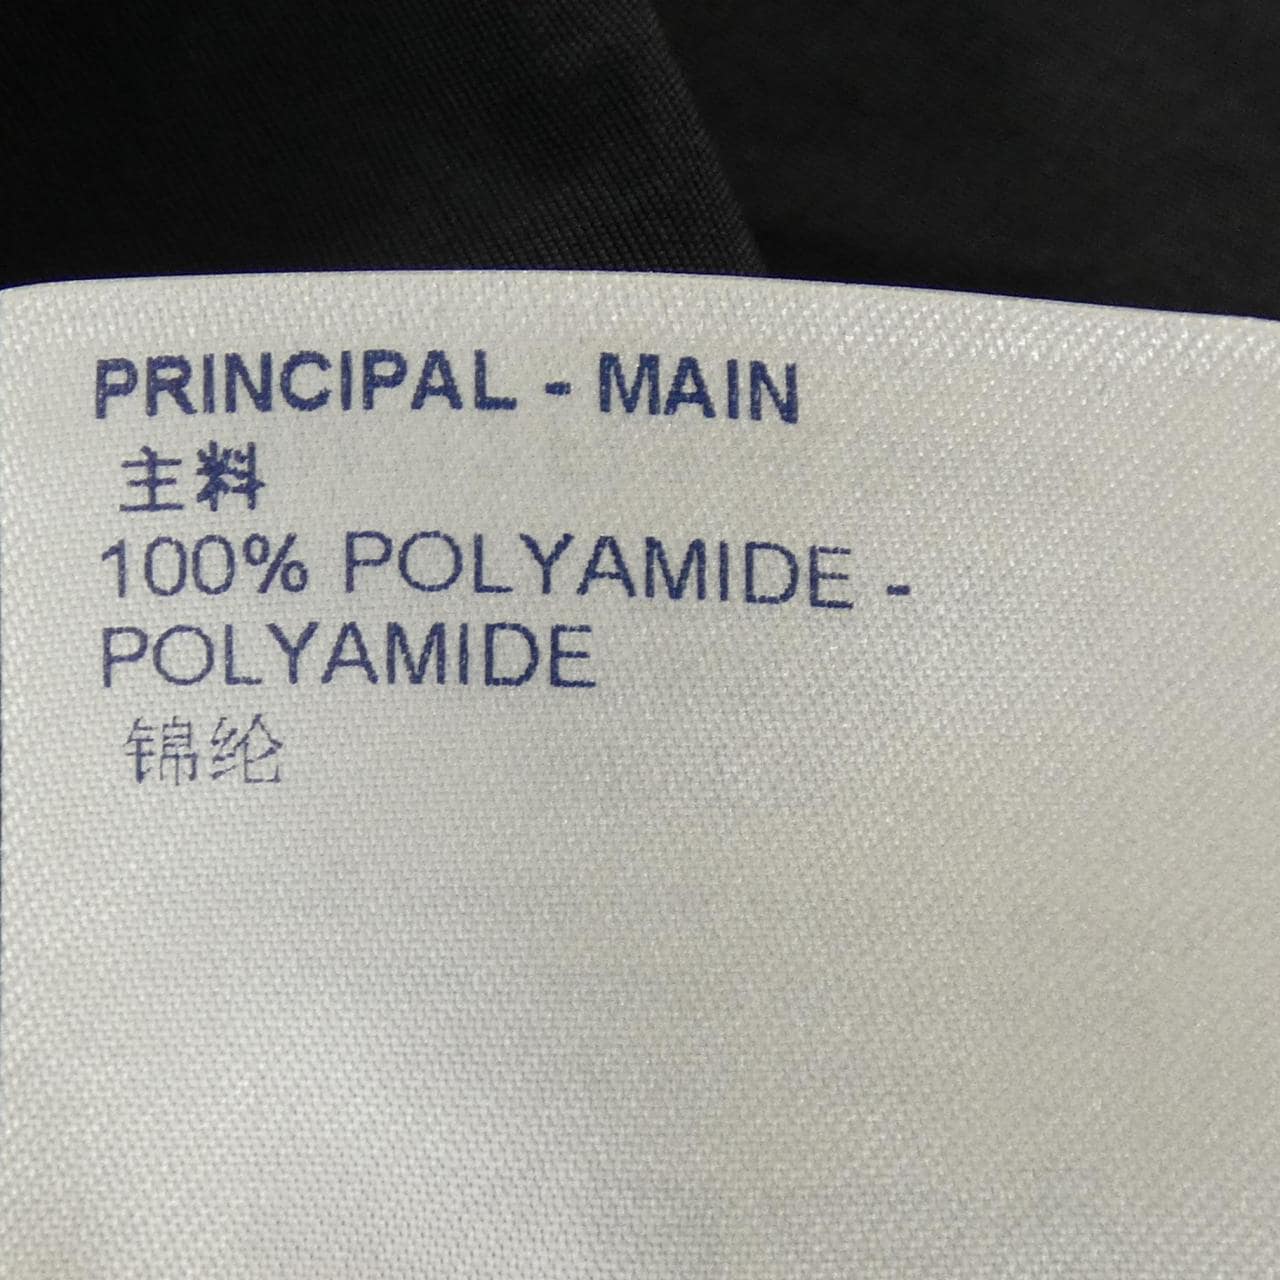 PRINCIPAL - MAIN
主料
100% POLYAMIDE -
POLYAMIDE
锦纶